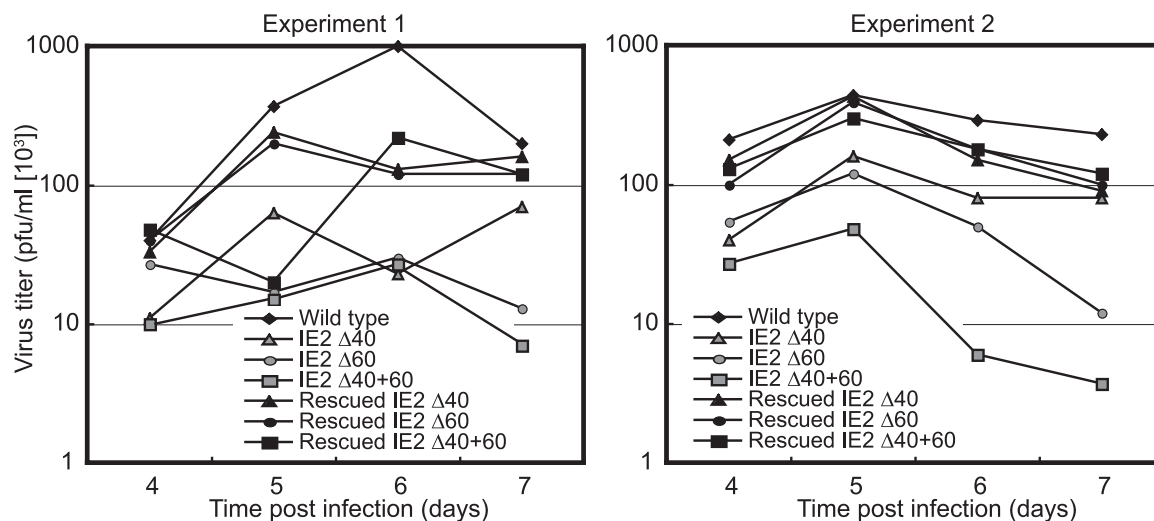 Experiment 1
Virus titer (pfu/ml [10³])
1000
100
10
1
Wild type
IE2 Δ40
IE2 Δ60
IE2 Δ40+60
Rescued IE2 Δ40
Rescued IE2 Δ60
Rescued IE2 Δ40+60
4 5 6 7
Time post infection (days)
Experiment 2
1000
100
10
1
Wild type
IE2 Δ40
IE2 Δ60
IE2 Δ40+60
Rescued IE2 Δ40
Rescued IE2 Δ60
Rescued IE2 Δ40+60
4 5 6 7
Time post infection (days)